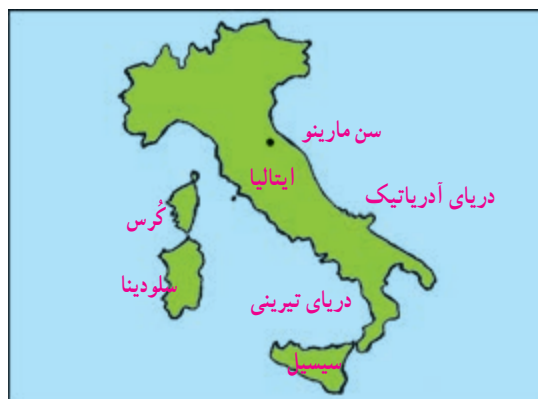 سن مارینو
ایتالیا
دریای آدریاتیک
کُرس
سلودینا
دریای تیرینی
سیسیل